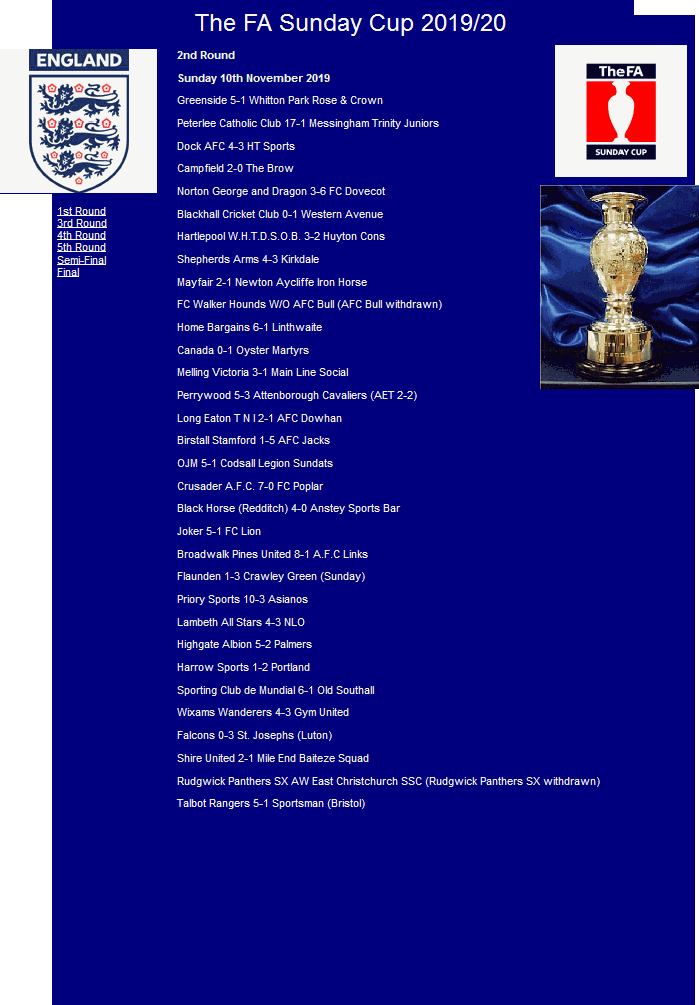 The FA Sunday Cup 2019/20
ENGLAND
TheFA
SUNDAY CUP
1st Round
3rd Round
4th Round
5th Round
Semi-Final
Final
2nd Round
Sunday 10th November 2019
Greenside 5-1 Whitton Park Rose & Crown
Peterlee Catholic Club 17-1 Messingham Trinity Juniors
Dock AFC 4-3 HT Sports
Campfield 2-0 The Brow
Norton George and Dragon 3-6 FC Dovecot
Blackhall Cricket Club 0-1 Western Avenue
Hartlepool W.H.T.D.S.O.B. 3-2 Huyton Cons
Shepherds Arms 4-3 Kirkdale
Mayfair 2-1 Newton Aycliffe Iron Horse
FC Walker Hounds W/O AFC Bull (AFC Bull withdrawn)
Home Bargains 6-1 Linthwaite
Canada 0-1 Oyster Martyrs
Melling Victoria 3-1 Main Line Social
Perrywood 5-3 Attenborough Cavaliers (AET 2-2)
Long Eaton T N I 2-1 AFC Dowhan
Birstall Stamford 1-5 AFC Jacks
OJM 5-1 Codsall Legion Sundats
Crusader A.F.C. 7-0 FC Poplar
Black Horse (Redditch) 4-0 Anstey Sports Bar
Joker 5-1 FC Lion
Broadwalk Pines United 8-1 A.F.C Links
Flaunden 1-3 Crawley Green (Sunday)
Priory Sports 10-3 Asianos
Lambeth All Stars 4-3 NLO
Highgate Albion 5-2 Palmers
Harrow Sports 1-2 Portland
Sporting Club de Mundial 6-1 Old Southall
Wixams Wanderers 4-3 Gym United
Falcons 0-3 St. Josephs (Luton)
Shire United 2-1 Mile End Baiteze Squad
Rudgwick Panthers SX AW East Christchurch SSC (Rudgwick Panthers SX withdrawn)
Talbot Rangers 5-1 Sportsman (Bristol)